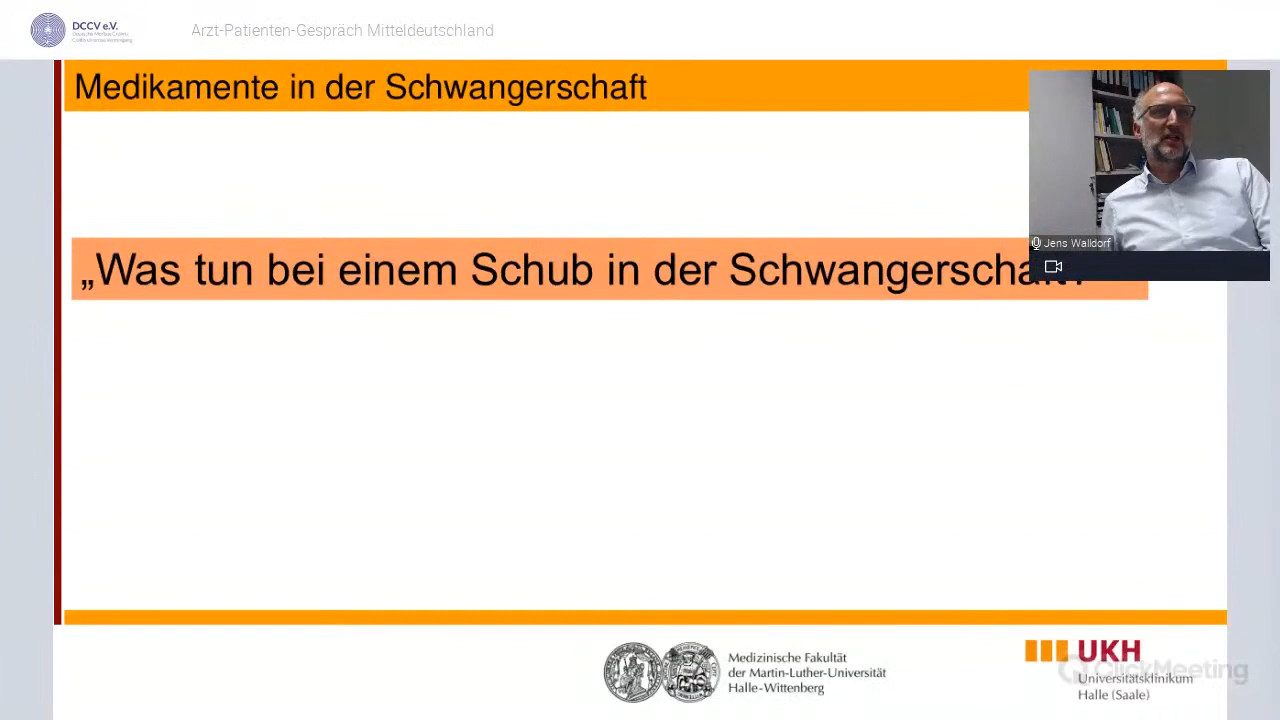 DCCV e.V.
Arzt-Patienten-Gespräch Mitteldeutschland
Medikamente in der Schwangerschaft
„Was tun bei einem Schub in der Schwangerschaft?
Jens Walldorf
Medizinische Fakultät
der Martin-Luther-Universität
Halle-Wittenberg
UKH
ClickMeeting
Universitätsklinikum
Halle (Saale)